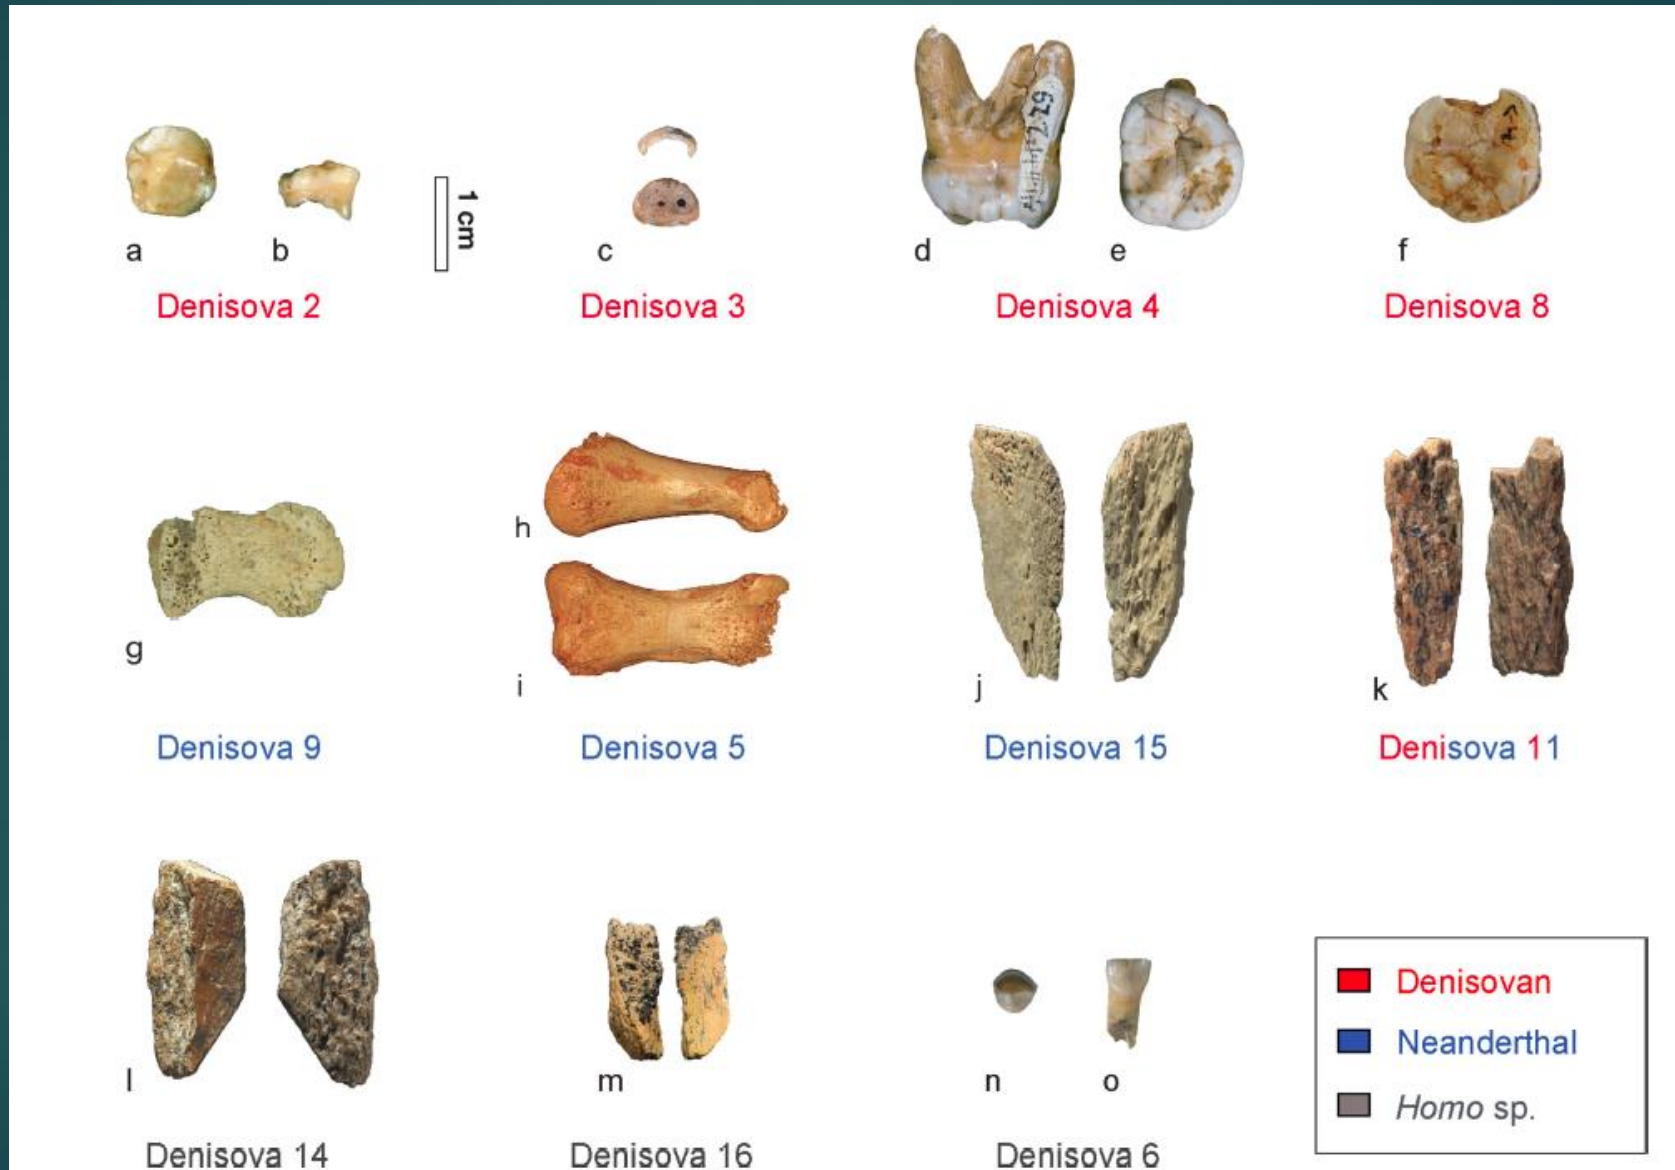 1 cm
a
b
c
d
e
f
Denisova 2
Denisova 3
Denisova 4
Denisova 8
g
h
i
j
k
Denisova 9
Denisova 5
Denisova 15
Denisova 11
l
m
n
o
Denisova 14
Denisova 16
Denisova 6
Denisovan
Neanderthal
Homo sp.